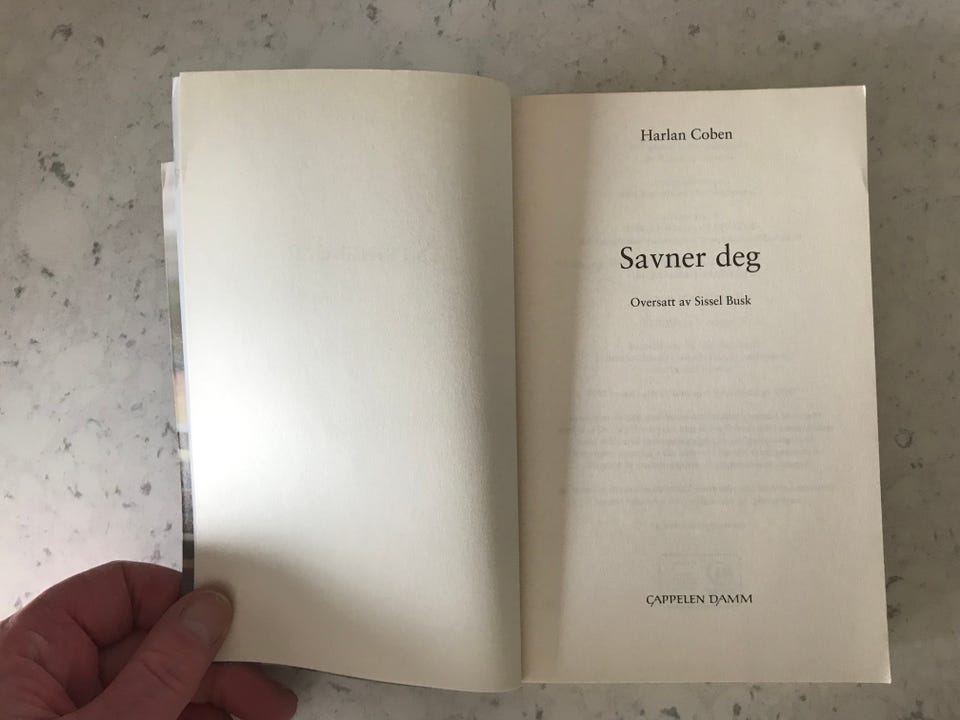 Harlan Coben
Savner deg
Oversatt av Sissel Busk
CAPPELEN DAMM